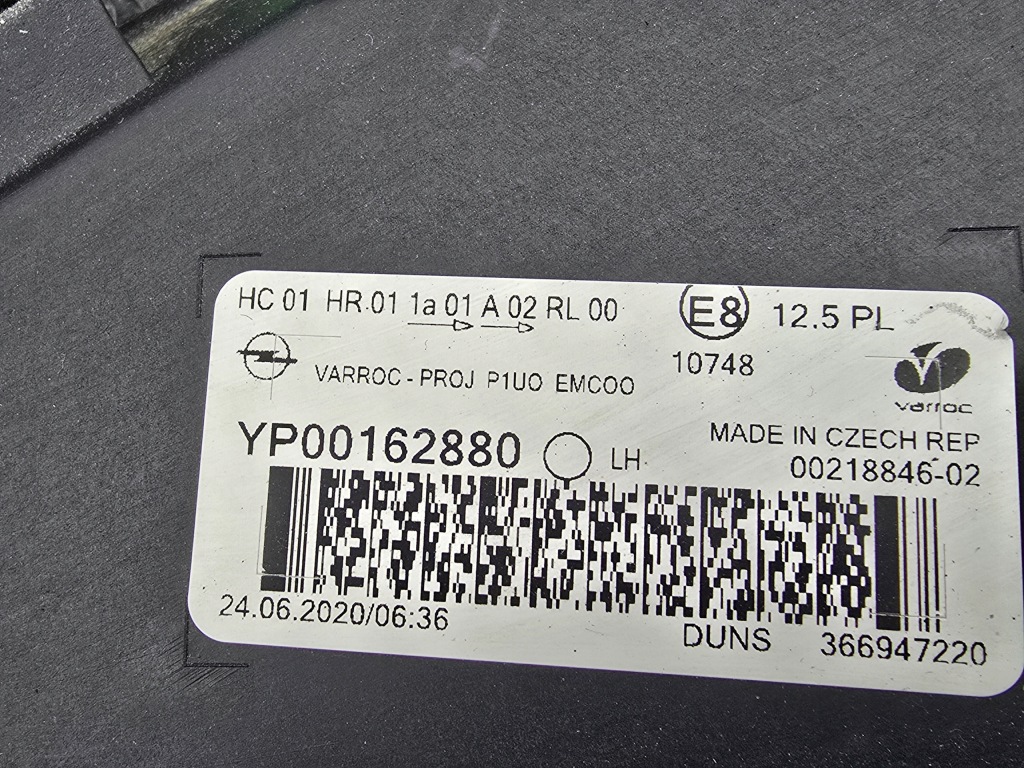 HC 01 HR 01 1a 01 A 02 RL 00
E8 12.5 PL
10748
VARROC - PROJ P1UO EMCOO
varroc
YP00162880 LH
MADE IN CZECH REP
00218846-02
24.06.2020/06:36
DUNS 366947220